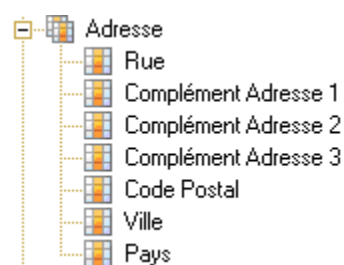 Adresse
Rue
Complément Adresse 1
Complément Adresse 2
Complément Adresse 3
Code Postal
Ville
Pays